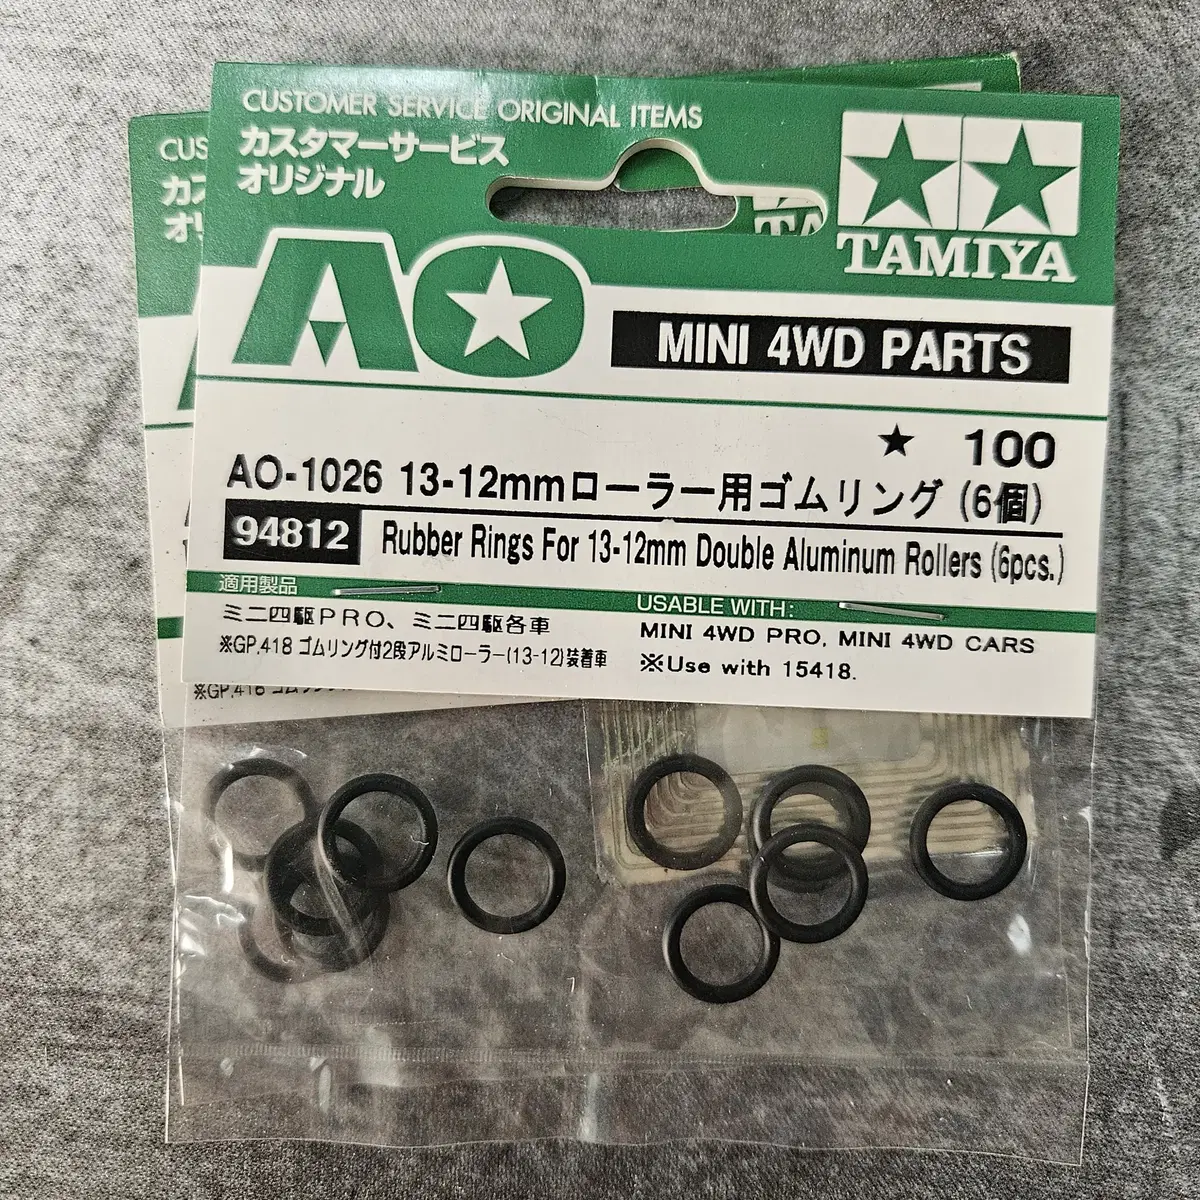 CUSTOMER SERVICE ORIGINAL ITEMS
カスタマーサービス
オリジナル
TAMIYA
AO
MINI 4WD PARTS
★ 100
AO-1026 13-12mmローラー用ゴムリング (6個)
94812 Rubber Rings For 13-12mm Double Aluminum Rollers (6pcs.)
適用製品
ミニ四駆PRO、ミニ四駆各車
※GP.418 ゴムリング付2段アルミローラー(13-12)装着車
USABLE WITH:
MINI 4WD PRO, MINI 4WD CARS
※Use with 15418.
CUS
カス
オリ